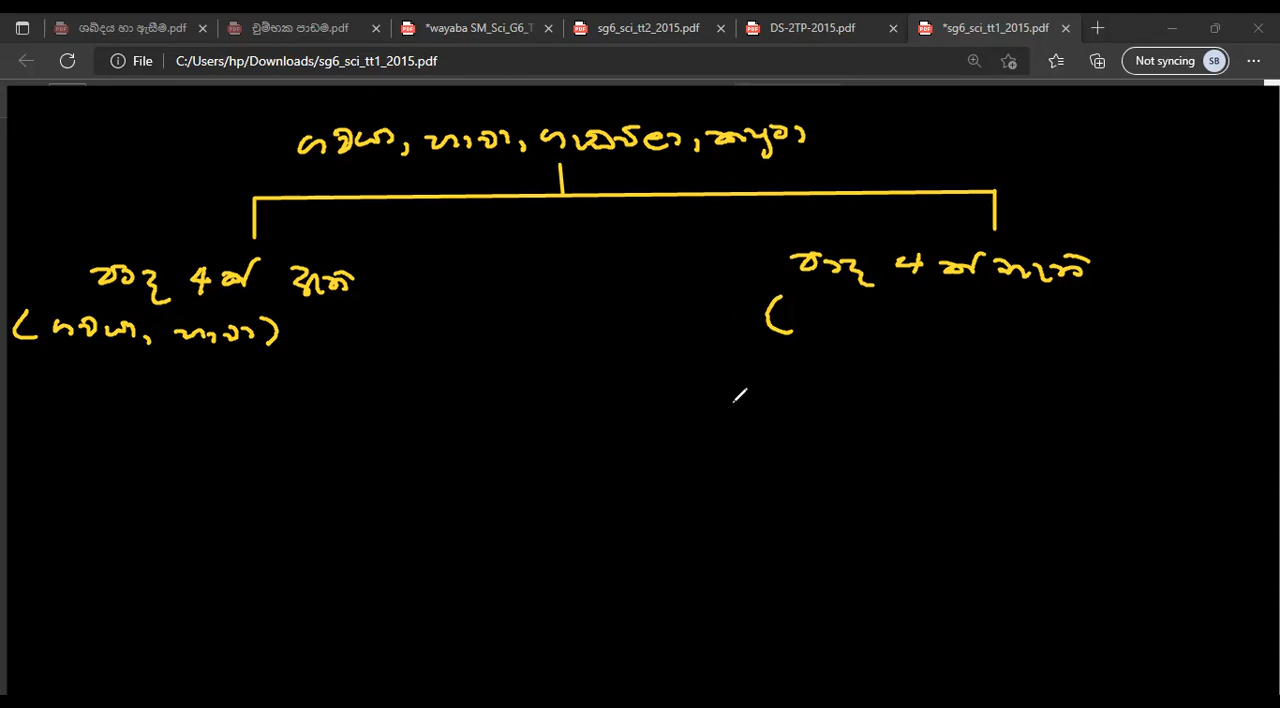 ශබ්දය හා ඇසීම.pdf
චුම්භක පාඩම.pdf
*wayaba SM_Sci_G6_T
sg6_sci_tt2_2015.pdf
DS-2TP-2015.pdf
*sg6_sci_tt1_2015.pdf
File C:/Users/hp/Downloads/sg6_sci_tt1_2015.pdf Not syncing SB
ගවයා, හාවා, ගැඩවිලා, කපුටා
පාද 4ක් ඇති
පාද 4ක් නැති
(ගවයා, හාවා)
(